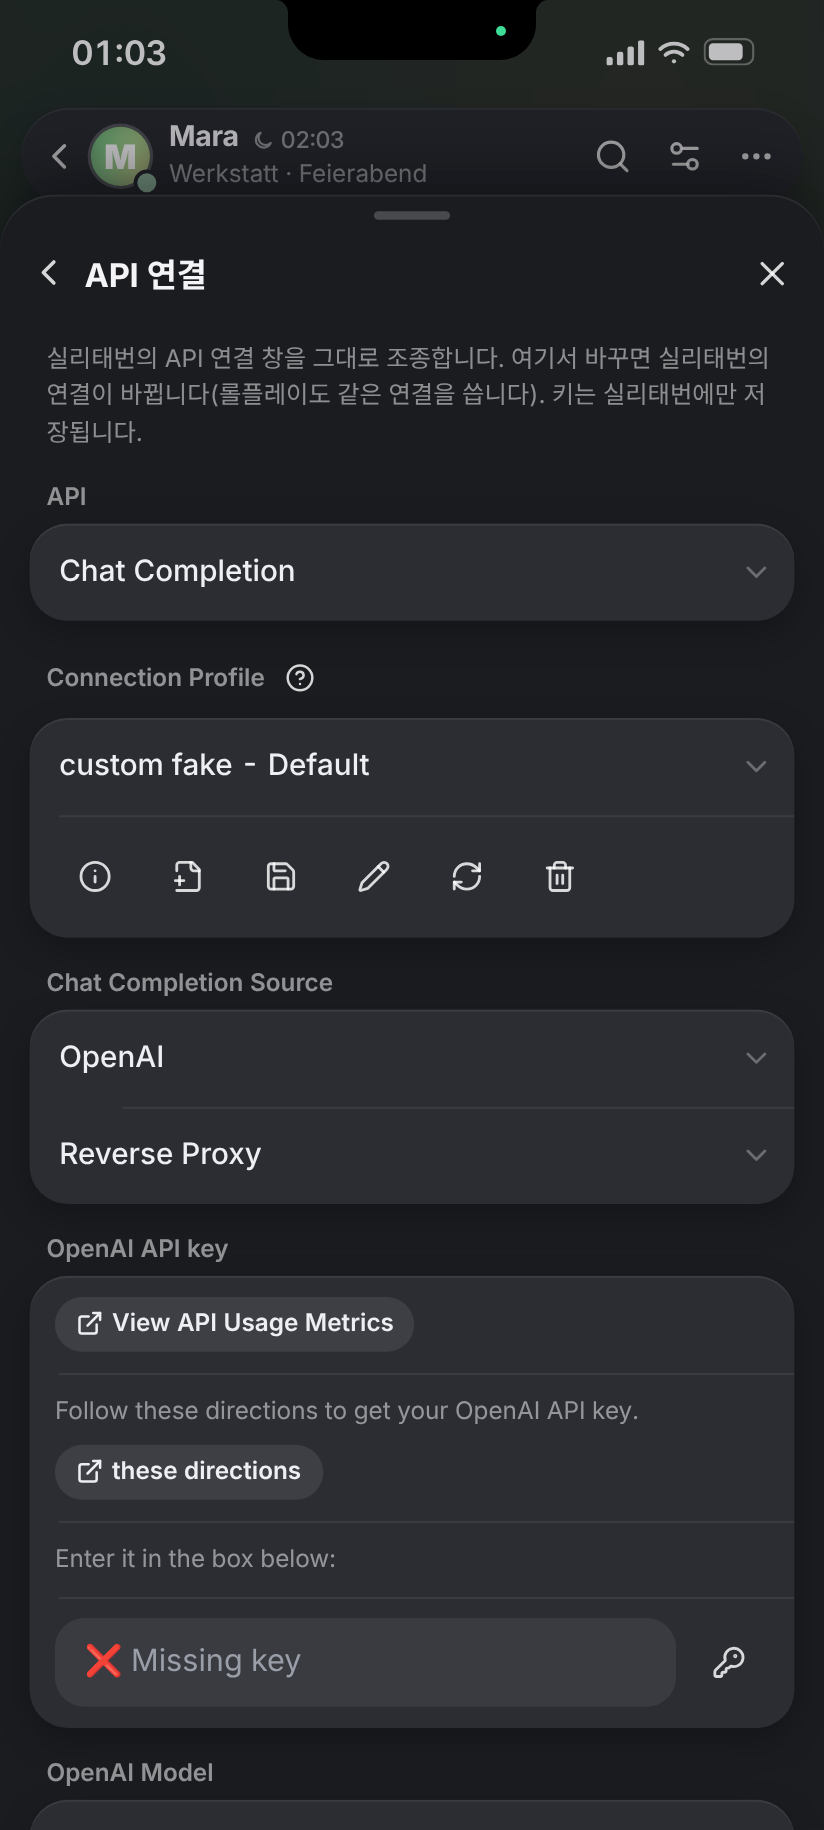 01:03
Mara 02:03
M
Werkstatt · Feierabend
API 연결
실리태번의 API 연결 창을 그대로 조종합니다. 여기서 바꾸면 실리태번의
연결이 바뀝니다(롤플레이도 같은 연결을 씁니다). 키는 실리태번에만 저
장됩니다.
API
Chat Completion
Connection Profile
custom fake - Default
Chat Completion Source
OpenAI
Reverse Proxy
OpenAI API key
View API Usage Metrics
Follow these directions to get your OpenAI API key.
these directions
Enter it in the box below:
❌ Missing key
OpenAI Model